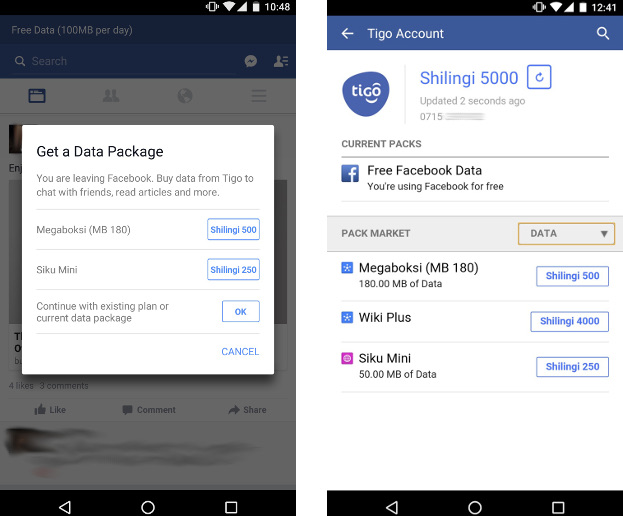 10:48
Free Data (100MB per day)
Search
Enj
Get a Data Package
You are leaving Facebook. Buy data from Tigo to
chat with friends, read articles and more.
Megaboksi (MB 180) Shilingi 500
Siku Mini Shilingi 250
Continue with existing plan or
current data package
OK
CANCEL
4 likes 3 comments
Like Comment Share
12:41
Tigo Account
tigo
Shilingi 5000
Updated 2 seconds ago
0715
CURRENT PACKS
Free Facebook Data
You're using Facebook for free
PACK MARKET DATA
Megaboksi (MB 180)
180.00 MB of Data
Shilingi 500
Wiki Plus Shilingi 4000
Siku Mini
50.00 MB of Data
Shilingi 250